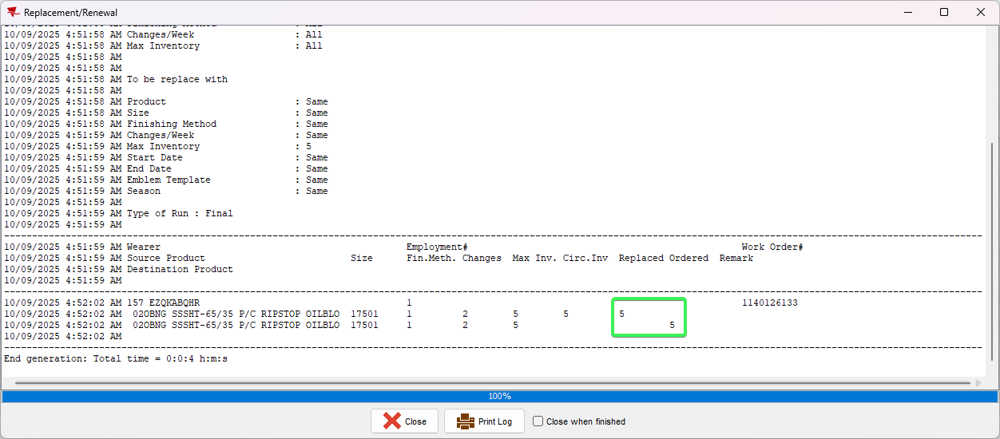 Replacement/Renewal
10/09/2025 4:51:58 AM Finishing Method : All
10/09/2025 4:51:58 AM Changes/Week : All
10/09/2025 4:51:58 AM Max Inventory : All
10/09/2025 4:51:58 AM
10/09/2025 4:51:58 AM
10/09/2025 4:51:58 AM To be replace with
10/09/2025 4:51:58 AM
10/09/2025 4:51:58 AM Product : Same
10/09/2025 4:51:58 AM Size : Same
10/09/2025 4:51:58 AM Finishing Method : Same
10/09/2025 4:51:59 AM Changes/Week : Same
10/09/2025 4:51:59 AM Max Inventory : 5
10/09/2025 4:51:59 AM Start Date : Same
10/09/2025 4:51:59 AM End Date : Same
10/09/2025 4:51:59 AM Emblem Template : Same
10/09/2025 4:51:59 AM Season : Same
10/09/2025 4:51:59 AM
10/09/2025 4:51:59 AM Type of Run : Final
10/09/2025 4:51:59 AM
10/09/2025 4:51:59 AM Wearer Employment# Work Order#
10/09/2025 4:51:59 AM Source Product Size Fin.Meth. Changes Max Inv. Circ.Inv Replaced Ordered Remark
10/09/2025 4:51:59 AM Destination Product
10/09/2025 4:51:59 AM
10/09/2025 4:52:02 AM 157 EZQKABQHR 1 1140126133
10/09/2025 4:52:02 AM 02OBNG SSSHT-65/35 P/C RIPSTOP OILBLO 17501 1 2 5 5 5
10/09/2025 4:52:02 AM 02OBNG SSSHT-65/35 P/C RIPSTOP OILBLO 17501 1 2 5 5
10/09/2025 4:52:02 AM
End generation: Total time = 0:0:4 h:m:s
100%
Close Print Log Close when finished